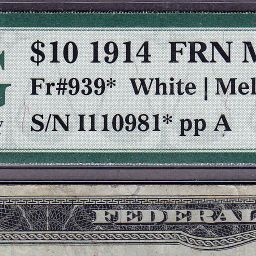 $10 1914 FRN M
Fr#939* White | Mel
S/N I110981* pp A
FEDERAL